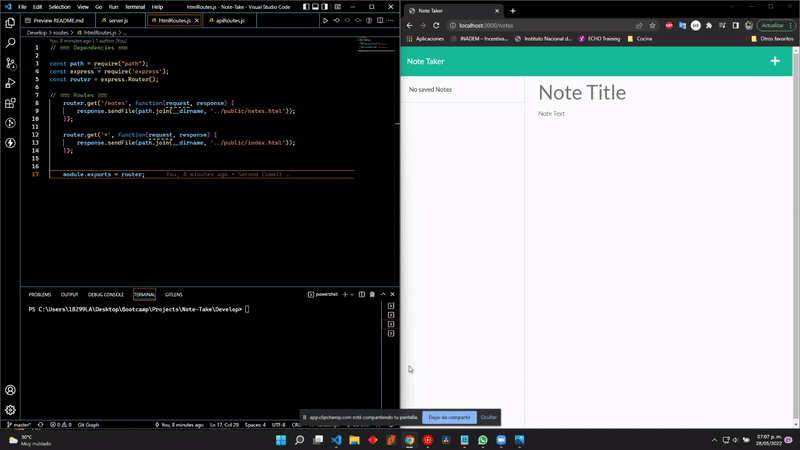 File Edit Selection View Go Run Terminal Help htmlRoutes.js - Note-Take - Visual Studio Code
Preview README.md
server.js
htmlRoutes.js
apiRoutes.js
Develop > routes > htmlRoutes.js > ...
You, 8 minutes ago | 1 author (You)
1 // === Dependencies ===
2
3 const path = require("path");
4 const express = require('express');
5 const router = express.Router();
6
7 // === Routes ===
8 router.get('/notes', function(request, response) {
9 response.sendFile(path.join(__dirname, '../public/notes.html'));
10 });
11
12 router.get('*', function(request, response) {
13 response.sendFile(path.join(__dirname, '../public/index.html'));
14 });
15
16
17 module.exports = router; You, 8 minutes ago • Second Commit …
PROBLEMS OUTPUT DEBUG CONSOLE TERMINAL GITLENS
powershell
PS C:\Users\18299LA\Desktop\Bootcamp\Projects\Note-Take\Develop>
master* 0 0 Git Graph You, 8 minutes ago Ln 17, Col 29 Spaces: 4 UTF-8
Note Taker
localhost:3000/notes
Actualizar
Aplicaciones
INADEM – Incentiva...
Instituto Nacional d...
ECHO Training
Cocina
Otros favoritos
Note Taker
No saved Notes
Note Title
Note Text
app.clipchamp.com está compartiendo tu pantalla.
Dejar de compartir
Ocultar
30°C
Muy nublado
07:07 p. m.
28/05/2022